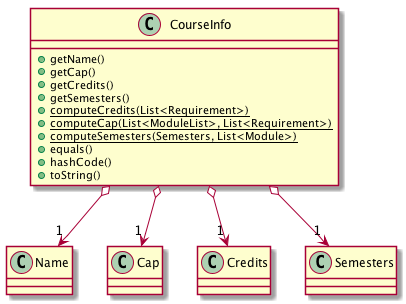 C CourseInfo
getName()
getCap()
getCredits()
getSemesters()
computeCredits(List<Requirement>)
computeCap(List<ModuleList>, List<Requirement>)
computeSemesters(Semesters, List<Module>)
equals()
hashCode()
toString()
1 1 1 1
C Name C Cap C Credits C Semesters